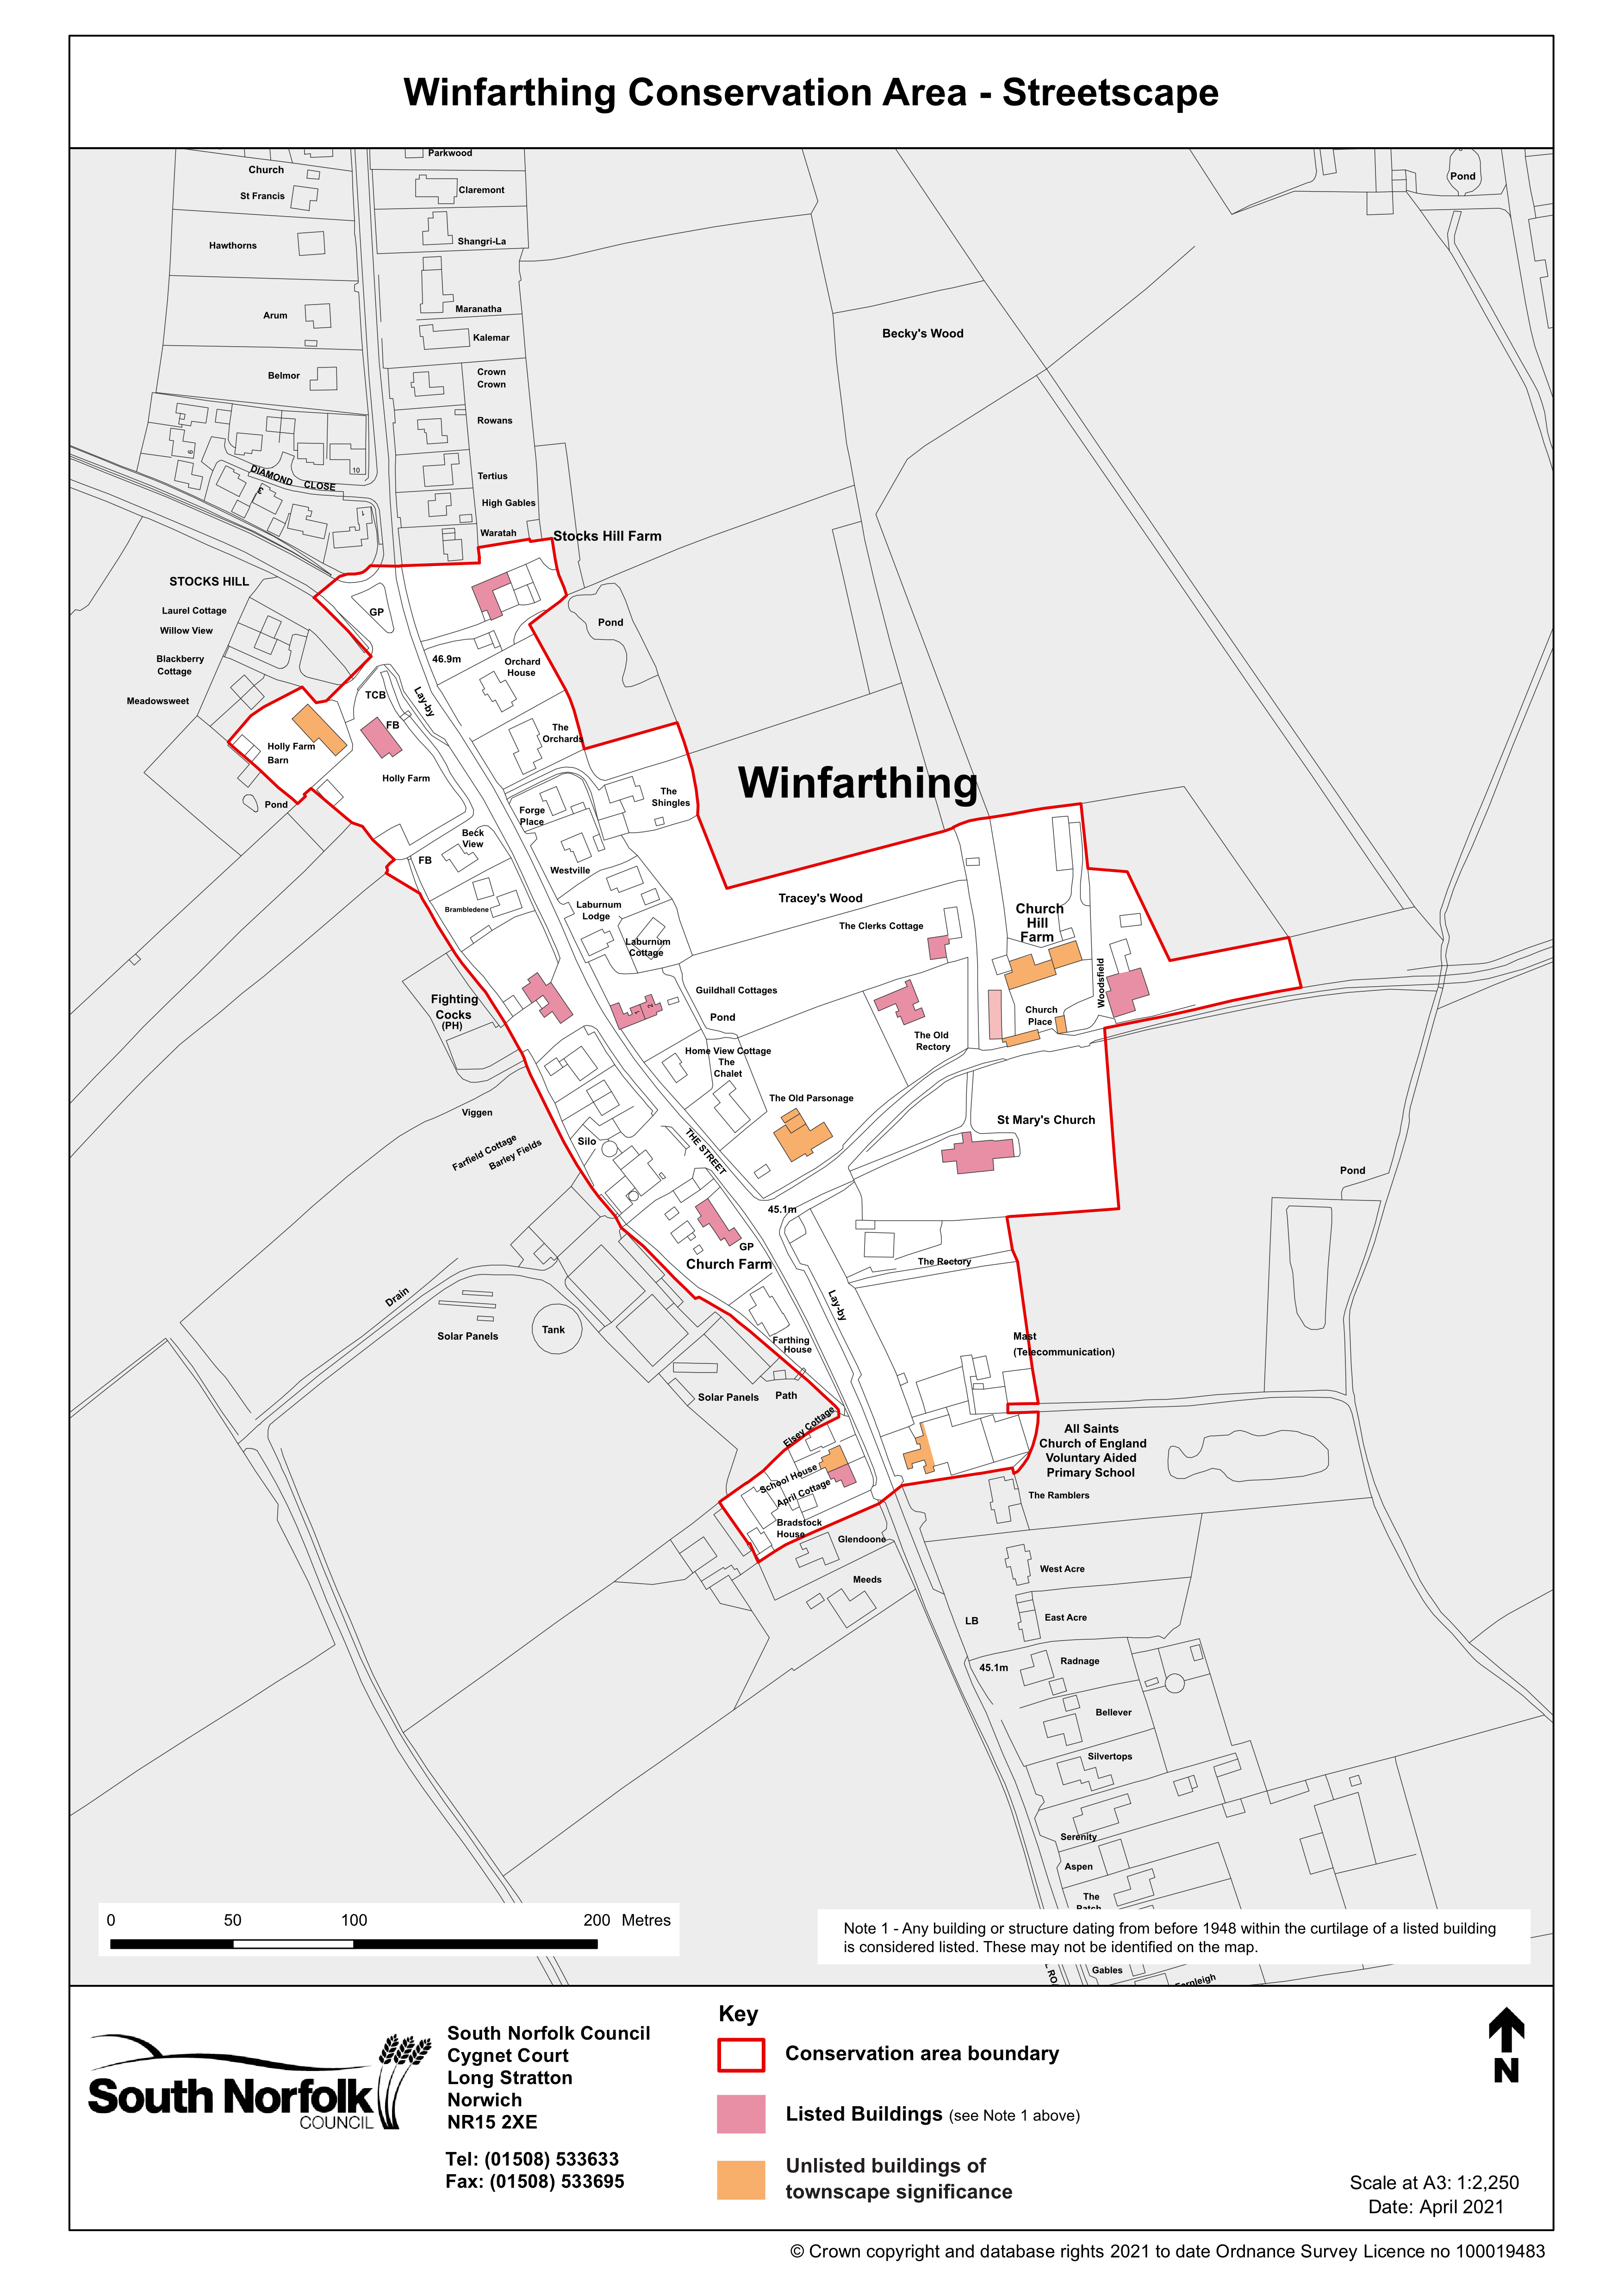 Winfarthing Conservation Area - Streetscape
Parkwood
Church
Claremont
St Francis
Pond
Hawthorns
Shangri-La
Arum
Maranatha
Kalemar
Becky's Wood
Belmor
Crown
Crown
Rowans
9
10
DIAMOND CLOSE
3
1
Tertius
High Gables
Waratah
Stocks Hill Farm
STOCKS HILL
Laurel Cottage
Willow View
Blackberry
Cottage
Meadowsweet
GP
Pond
46.9m
Orchard
House
TCB
Lay-by
FB
The
Orchards
Holly Farm
Barn
Holly Farm
Pond
Winfarthing
The
Shingles
Forge
Place
Beck
View
FB
Westville
Brambledene
Laburnum
Lodge
Laburnum
Cottage
Tracey's Wood
The Clerks Cottage
Church
Hill
Farm
Woodsfield
Fighting
Cocks
(PH)
Guildhall Cottages
1
2
Pond
Church
Place
The Old
Rectory
Home View Cottage
The
Chalet
The Old Parsonage
St Mary's Church
Viggen
Farfield Cottage
Barley Fields
Silo
THE STREET
Pond
45.1m
GP
Church Farm
The Rectory
Drain
Lay-by
Solar Panels
Tank
Farthing
House
Mast
(Telecommunication)
Solar Panels
Path
Elsey Cottage
School House
April Cottage
Bradstock
House
All Saints
Church of England
Voluntary Aided
Primary School
The Ramblers
Glendoone
Meeds
West Acre
LB
East Acre
45.1m
Radnage
Bellever
Silvertops
Serenity
Aspen
The
Patch
Gables
Fernleigh
0 50 100 200 Metres
Note 1 - Any building or structure dating from before 1948 within the curtilage of a listed building
is considered listed. These may not be identified on the map.
South Norfolk
COUNCIL
South Norfolk Council
Cygnet Court
Long Stratton
Norwich
NR15 2XE
Tel: (01508) 533633
Fax: (01508) 533695
Key
Conservation area boundary
Listed Buildings (see Note 1 above)
Unlisted buildings of
townscape significance
N
Scale at A3: 1:2,250
Date: April 2021
© Crown copyright and database rights 2021 to date Ordnance Survey Licence no 100019483